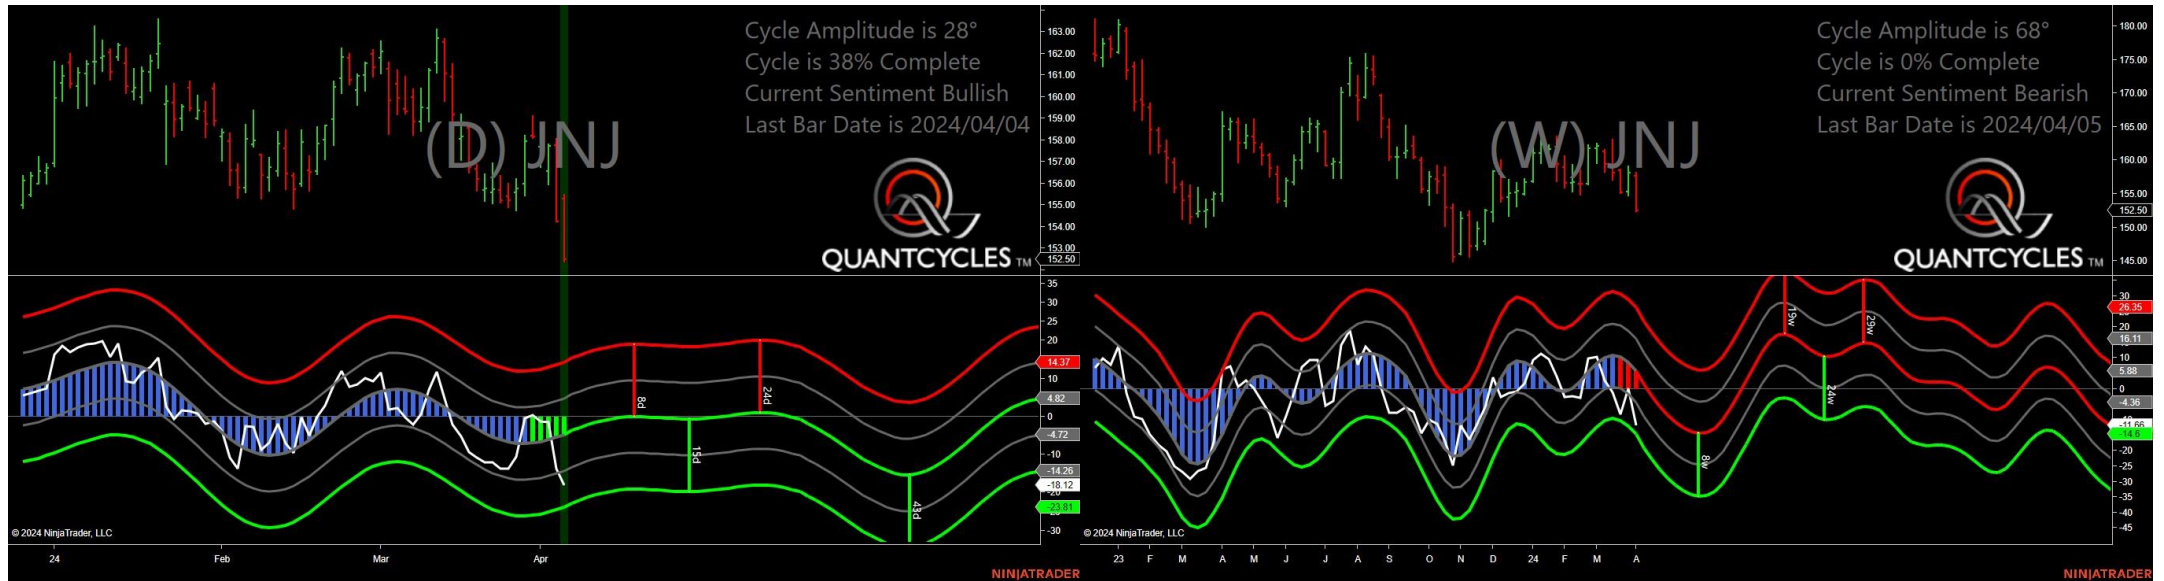 Cycle Amplitude is 28°
Cycle is 38% Complete
Current Sentiment Bullish
Last Bar Date is 2024/04/04
(D) JNJ
QUANTCYCLES TM
163.00
162.00
161.00
160.00
159.00
158.00
157.00
156.00
155.00
154.00
153.00
152.50
35
30
25
20
14.37
10
4.82
0
-4.72
-10
-14.26
-18.12
-20
-23.81
-30
8d
15d
24d
43d
© 2024 NinjaTrader, LLC
24 Feb Mar Apr
NINJATRADER
Cycle Amplitude is 68°
Cycle is 0% Complete
Current Sentiment Bearish
Last Bar Date is 2024/04/05
(W) JNJ
QUANTCYCLES TM
180.00
175.00
170.00
165.00
160.00
155.00
152.50
150.00
145.00
30
26.35
20
16.11
10
5.88
0
-4.36
-10
-11.66
-14.6
-20
-25
-30
-35
-40
-45
8w
19w
24w
29w
© 2024 NinjaTrader, LLC
23 F M A M J J A S O N D 24 F M A
NINJATRADER